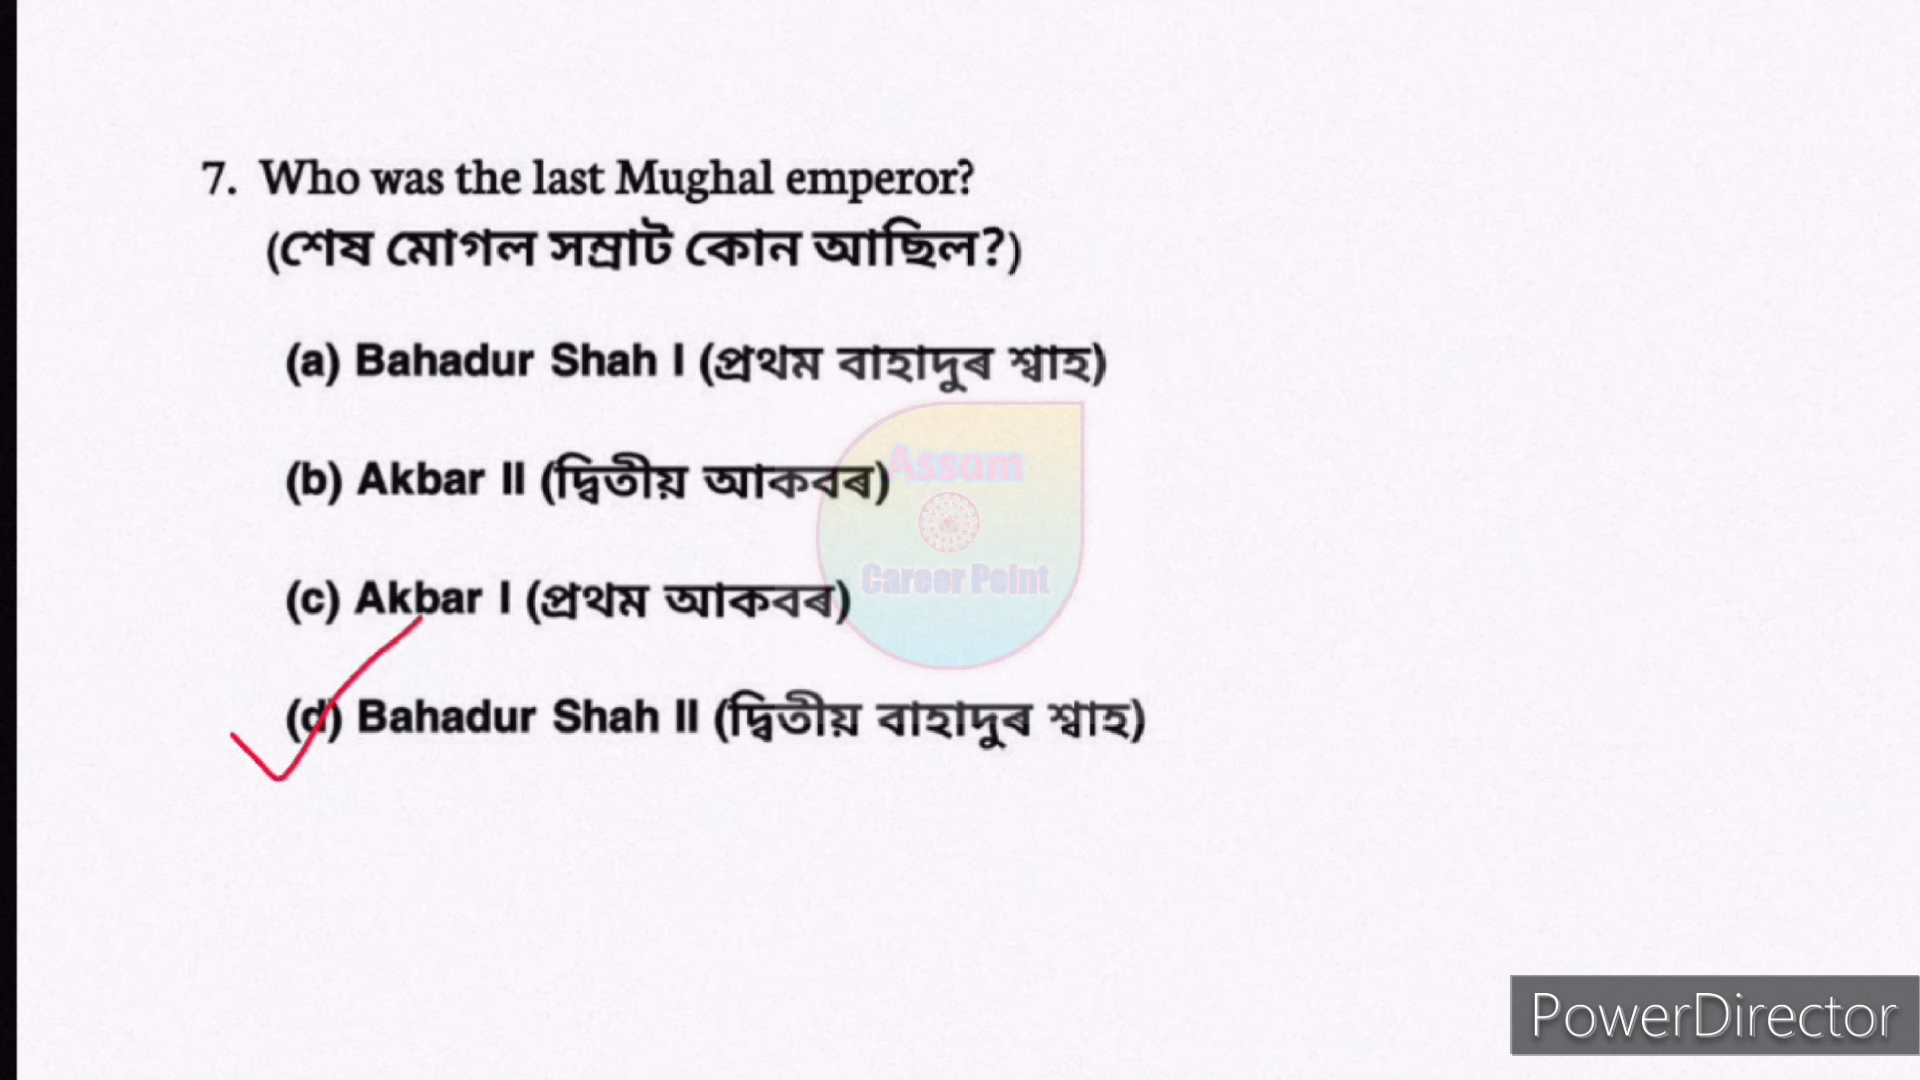 7. Who was the last Mughal emperor?
(শেষ মোগল সম্ৰাট কোন আছিল?)
(a) Bahadur Shah I (প্ৰথম বাহাদুৰ শ্বাহ)
(b) Akbar II (দ্বিতীয় আকবৰ)
(c) Akbar I (প্ৰথম আকবৰ)
(d) Bahadur Shah II (দ্বিতীয় বাহাদুৰ শ্বাহ)
Assam
Career Point
PowerDirector